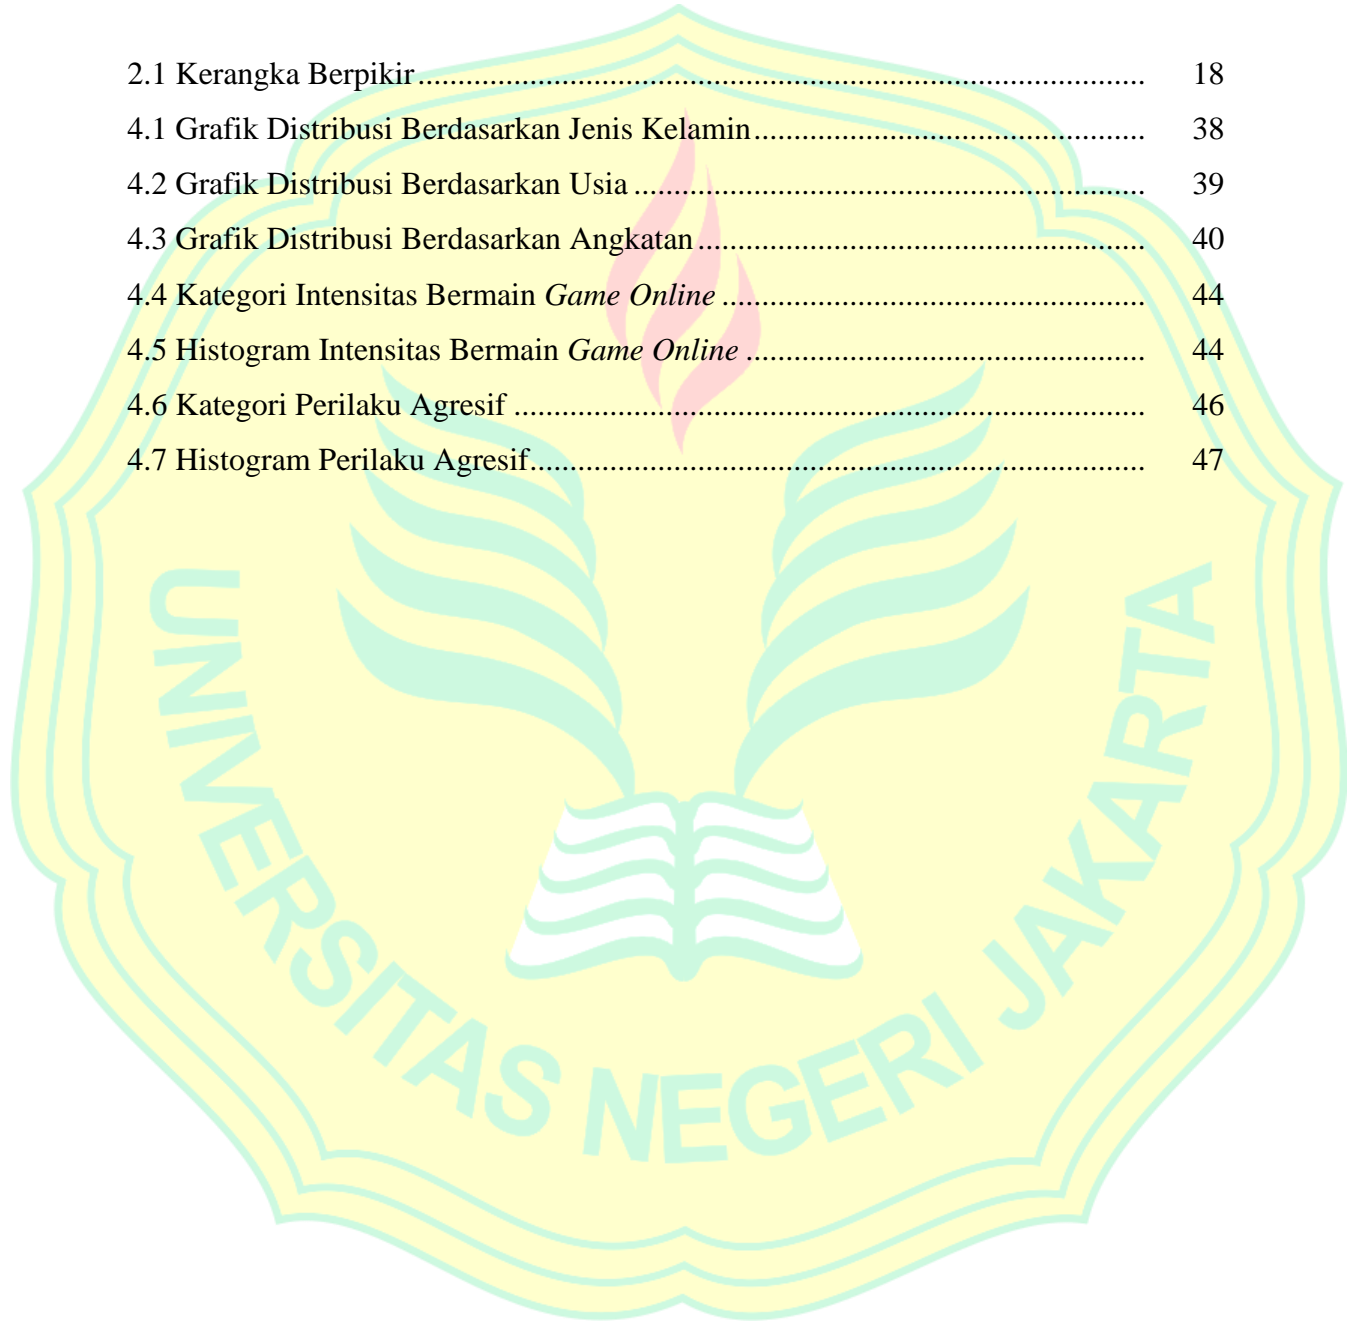 2.1 Kerangka Berpikir........................................................................................... 18
4.1 Grafik Distribusi Berdasarkan Jenis Kelamin................................................. 38
4.2 Grafik Distribusi Berdasarkan Usia ................................................................ 39
4.3 Grafik Distribusi Berdasarkan Angkatan........................................................ 40
4.4 Kategori Intensitas Bermain Game Online ..................................................... 44
4.5 Histogram Intensitas Bermain Game Online .................................................. 44
4.6 Kategori Perilaku Agresif ............................................................................... 46
4.7 Histogram Perilaku Agresif............................................................................. 47
UNIVERSITAS NEGERI JAKARTA